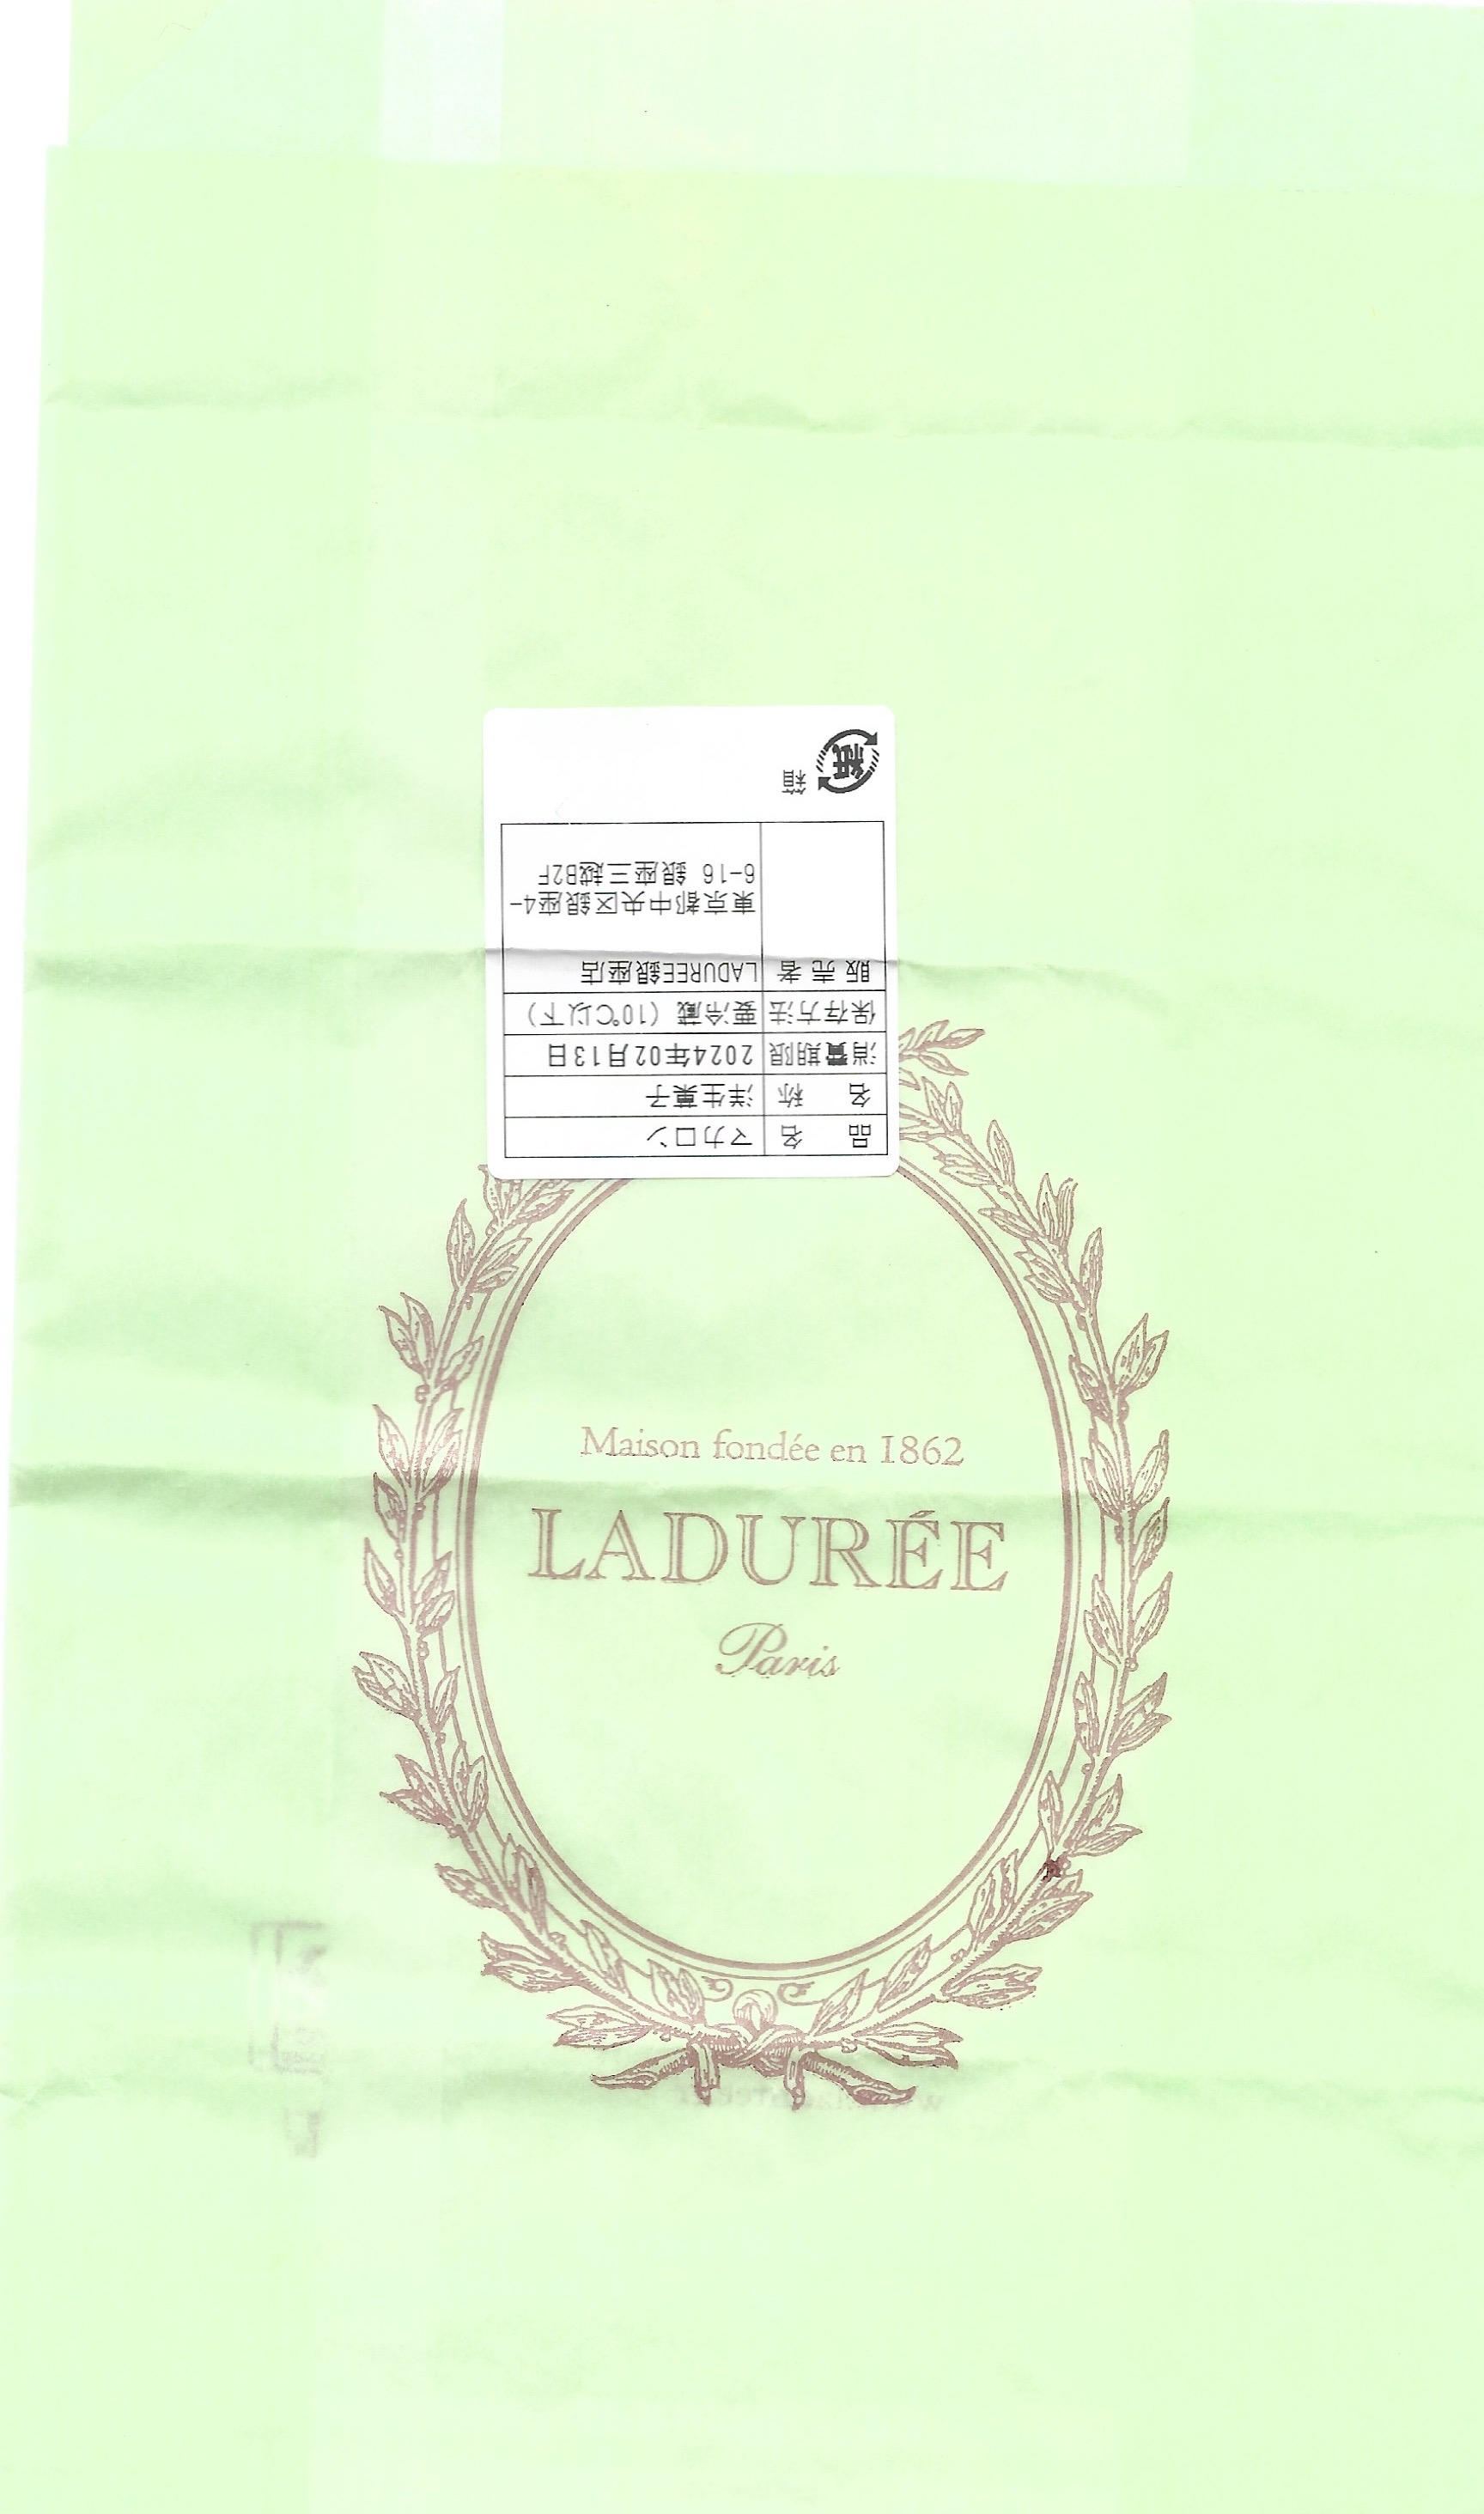 品 名 マカロン
名 称 洋生菓子
消費期限 2024年02月13日
保存方法 要冷蔵 (10℃以下)
販売者 LADUREE銀座店
東京都中央区銀座4-
6-16 銀座三越B2F
紙 箱
Maison fondée en 1862
LADURÉE
Paris